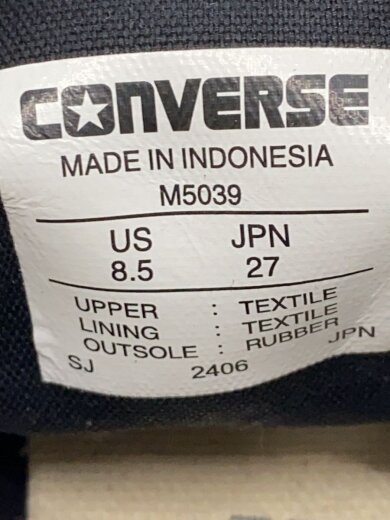 CONVERSE
MADE IN INDONESIA
M5039
US JPN
8.5 27
UPPER : TEXTILE
LINING : TEXTILE
OUTSOLE : RUBBER
JPN
SJ 2406